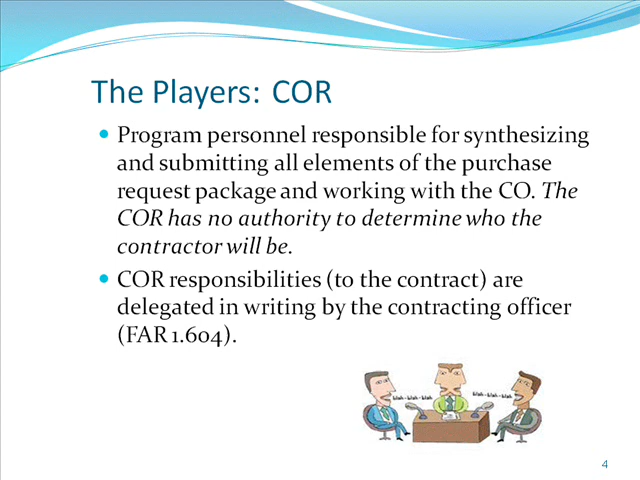 The Players: COR
• Program personnel responsible for synthesizing
and submitting all elements of the purchase
request package and working with the CO. The
COR has no authority to determine who the
contractor will be.
• COR responsibilities (to the contract) are
delegated in writing by the contracting officer
(FAR 1.604).
blah - blah - blah
blah - blah - blah
4